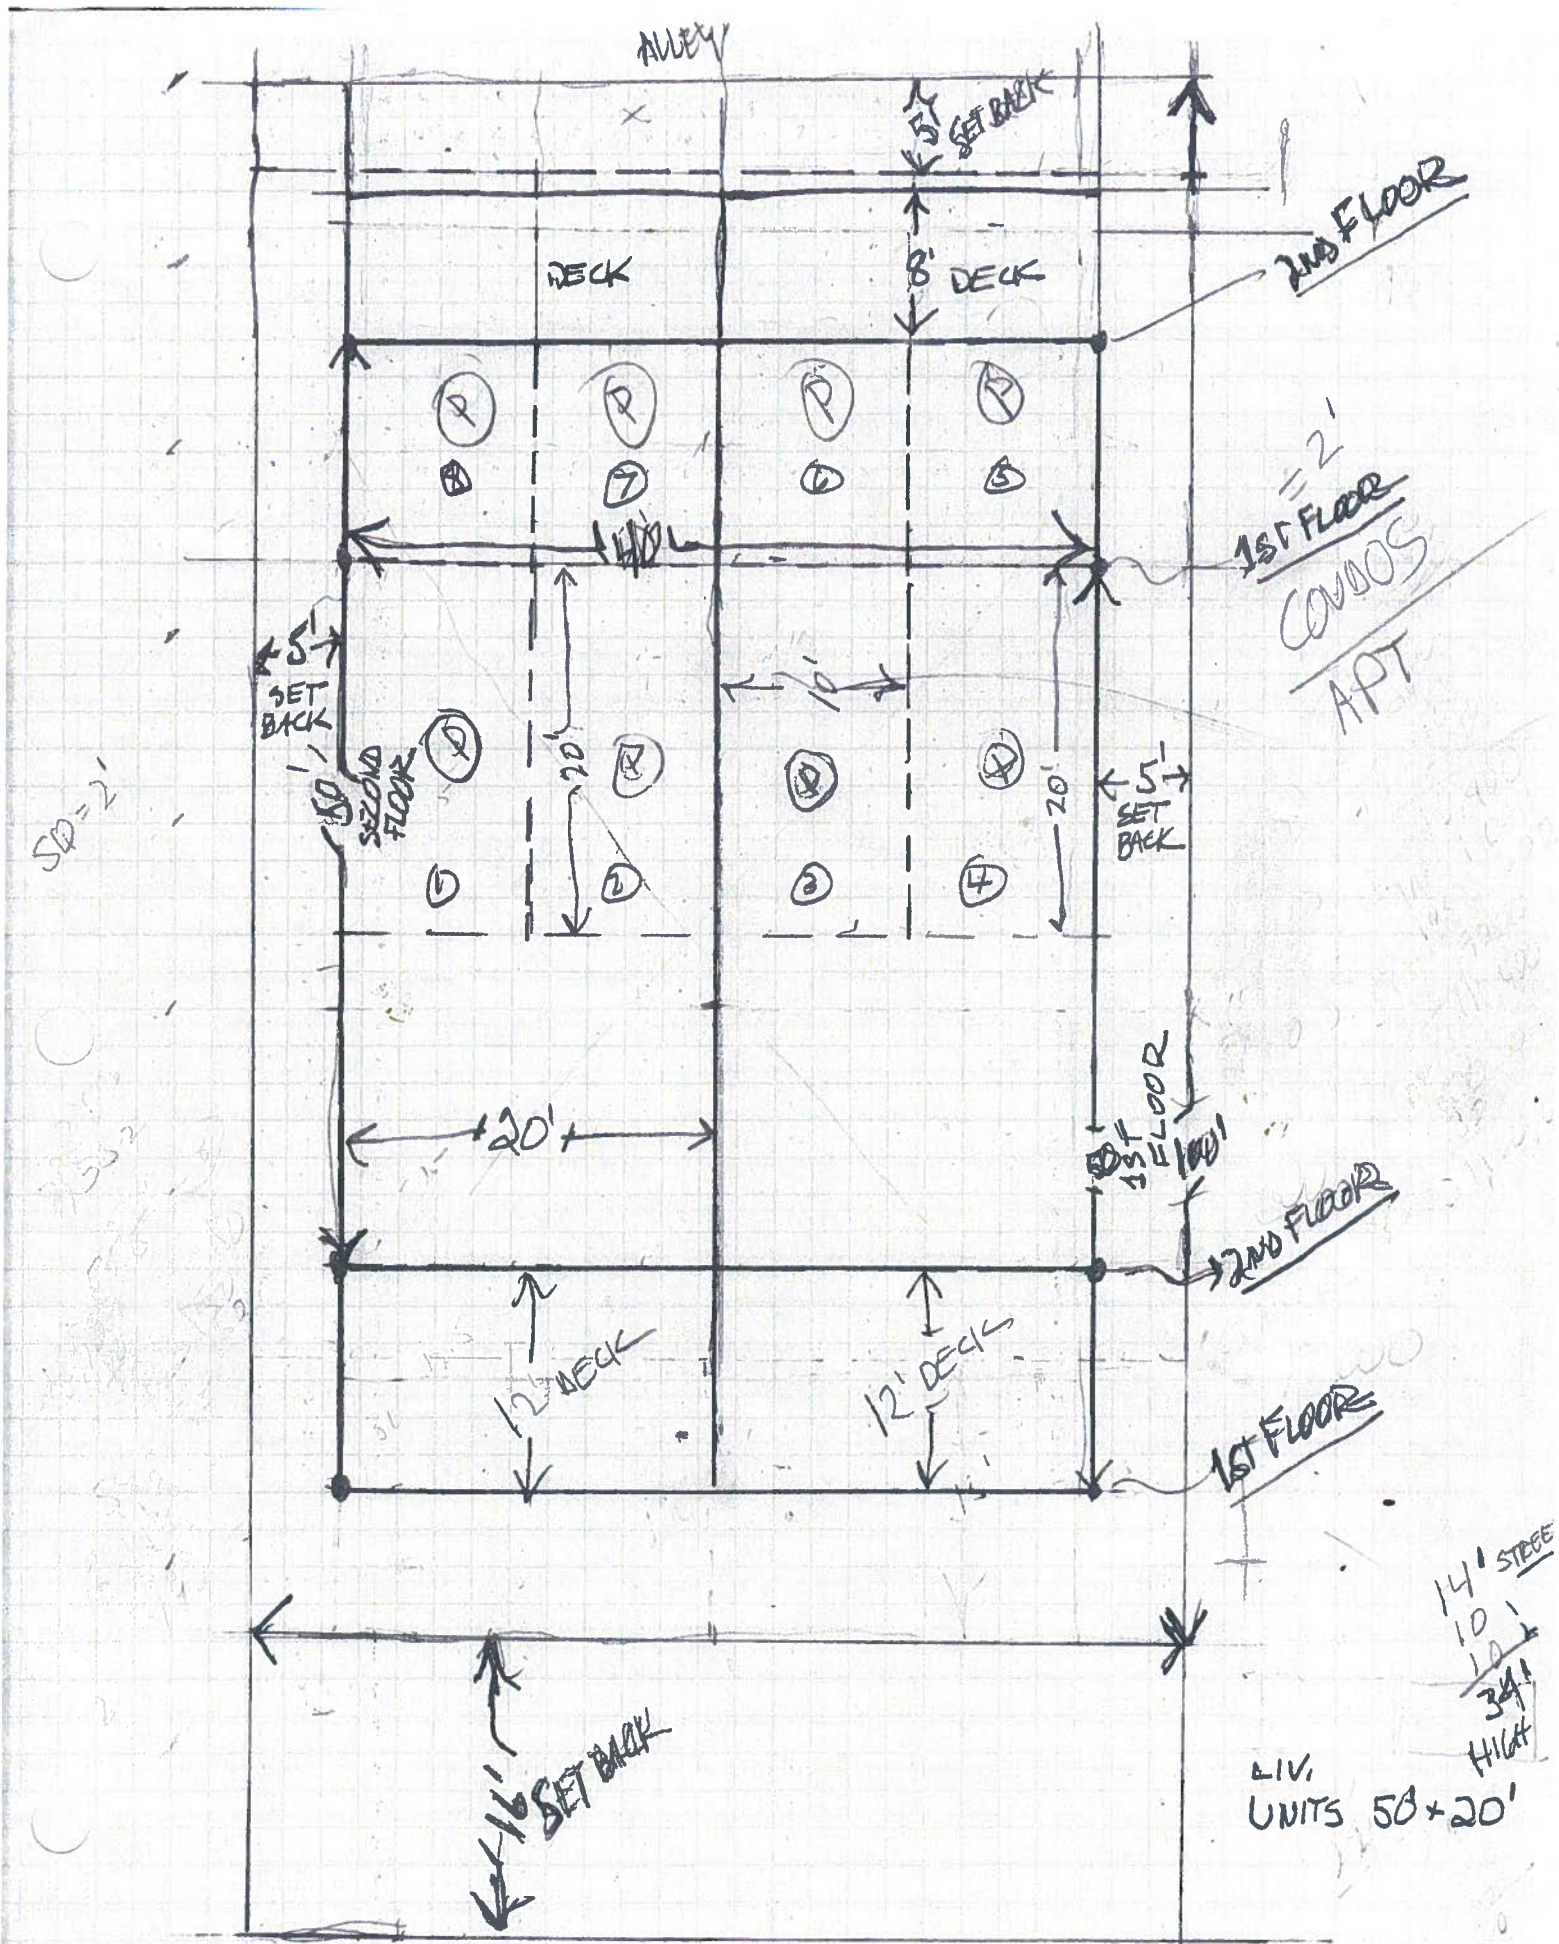 ALLEY
5'
SET BACK
2ND FLOOR
DECK
8' DECK
P
P
P
P
8
7
6
5
40'
= 2'
1ST FLOOR
CONDOS
APT
5'
SET
BACK
10'
P
P
P
P
20'
20'
5'
SET
BACK
50'
SECOND
FLOOR
SQ = 2'
1
2
3
4
20'
50'
1ST
FLOOR
100'
2ND FLOOR
12' DECK
12' DECK
1ST FLOOR
14' STREE
10'
10'
34'
HIGH
16'
SET BACK
LIV.
UNITS 50 x 20'